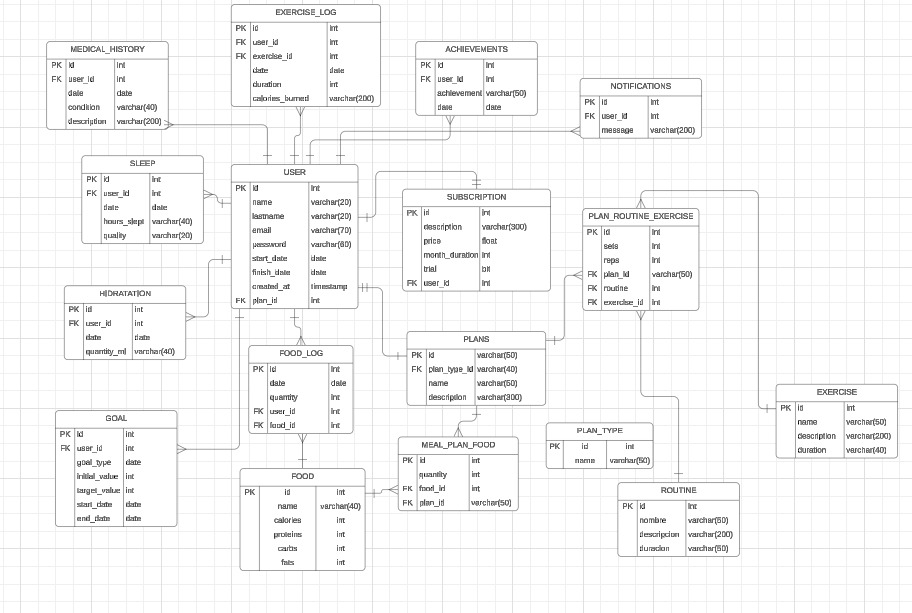 EXERCISE_LOG
PK id int
FK user_id int
FK exercise_id int
date date
duration int
calories_burned varchar(200)
MEDICAL_HISTORY
PK id int
FK user_id int
date date
condition varchar(40)
description varchar(200)
ACHIEVEMENTS
PK id int
FK user_id int
achievement varchar(50)
date date
NOTIFICATIONS
PK id int
FK user_id int
message varchar(200)
SLEEP
PK id int
FK user_id int
date date
hours_slept varchar(40)
quality varchar(20)
USER
PK id int
name varchar(20)
lastname varchar(20)
email varchar(70)
password varchar(60)
start_date date
finish_date date
created_at timestamp
FK plan_id int
SUBSCRIPTION
PK id int
description varchar(300)
price float
month_duration int
trial bit
FK user_id int
PLAN_ROUTINE_EXERCISE
PK id int
sets int
reps int
FK plan_id varchar(50)
FK routine int
FK exercise_id int
HIDRATATION
PK id int
FK user_id int
date date
quantity_ml varchar(40)
FOOD_LOG
PK id int
date date
quantity int
FK user_id int
FK food_id int
PLANS
PK id varchar(50)
FK plan_type_id varchar(40)
name varchar(50)
description varchar(300)
EXERCISE
PK id int
name varchar(50)
description varchar(200)
duration varchar(40)
GOAL
PK id int
FK user_id int
goal_type date
initial_value int
target_value int
start_date date
end_date date
PLAN_TYPE
PK id int
name varchar(50)
MEAL_PLAN_FOOD
PK id int
quantity int
FK food_id int
FK plan_id varchar(50)
FOOD
PK id int
name varchar(40)
calories int
proteins int
carbs int
fats int
ROUTINE
PK id int
nombre varchar(50)
descripcion varchar(200)
duracion varchar(50)